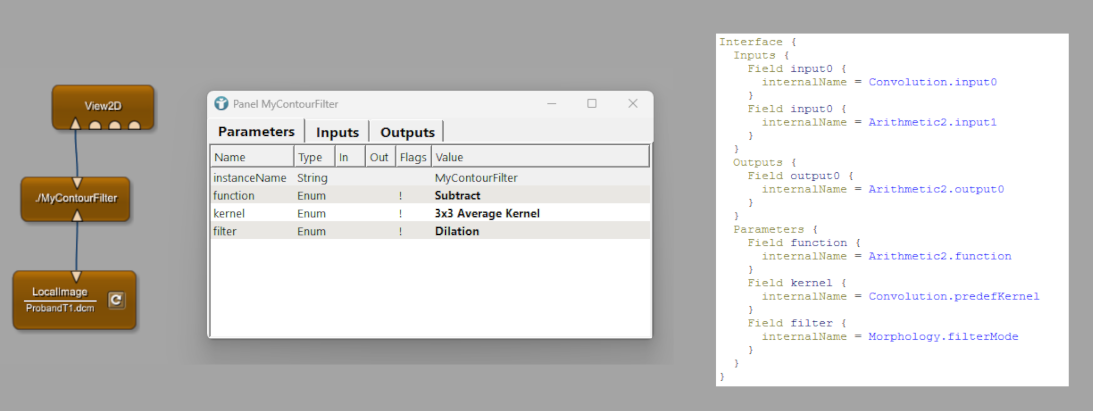 View2D
./MyContourFilter
LocalImage
ProbandT1.dcm
Panel MyContourFilter
Parameters Inputs Outputs
Name Type In Out Flags Value
instanceName String MyContourFilter
function Enum ! Subtract
kernel Enum ! 3x3 Average Kernel
filter Enum ! Dilation
Interface {
  Inputs {
    Field input0 {
      internalName = Convolution.input0
    }
    Field input0 {
      internalName = Arithmetic2.input1
    }
  }
  Outputs {
    Field output0 {
      internalName = Arithmetic2.output0
    }
  }
  Parameters {
    Field function {
      internalName = Arithmetic2.function
    }
    Field kernel {
      internalName = Convolution.predefKernel
    }
    Field filter {
      internalName = Morphology.filterMode
    }
  }
}